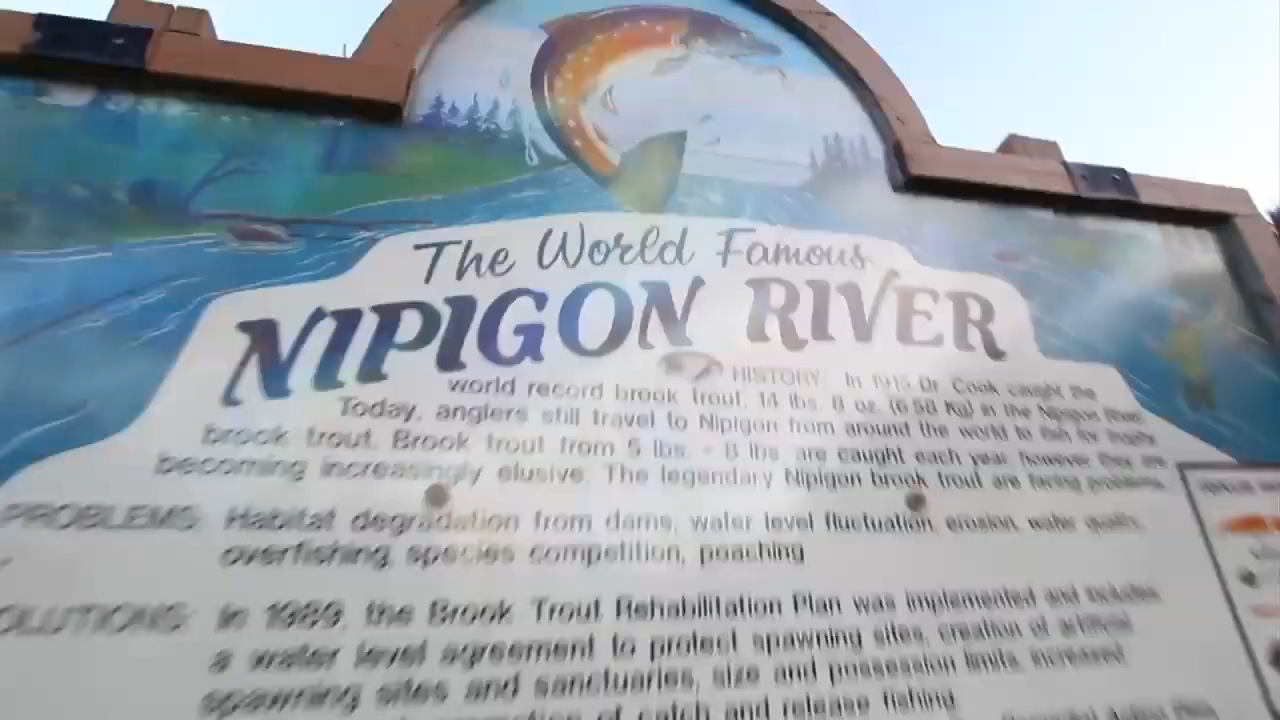 The World Famous
NIPIGON RIVER
HISTORY: In 1915 Dr. Cook caught the
world record brook trout, 14 lbs. 8 oz. (6.58 Kg) in the Nipigon River.
Today, anglers still travel to Nipigon from around the world to fish for trophy
brook trout. Brook trout from 5 lbs. - 8 lbs. are caught each year, however they are
becoming increasingly elusive. The legendary Nipigon brook trout are facing problems.
PROBLEMS: Habitat degradation from dams, water level fluctuation, erosion, water quality,
overfishing, species competition, poaching
OLUTIONS: In 1989, the Brook Trout Rehabilitation Plan was implemented and includes
a water level agreement to protect spawning sites, creation of artificial
spawning sites and sanctuaries, size and possession limits, increased
promotion of catch and release fishing